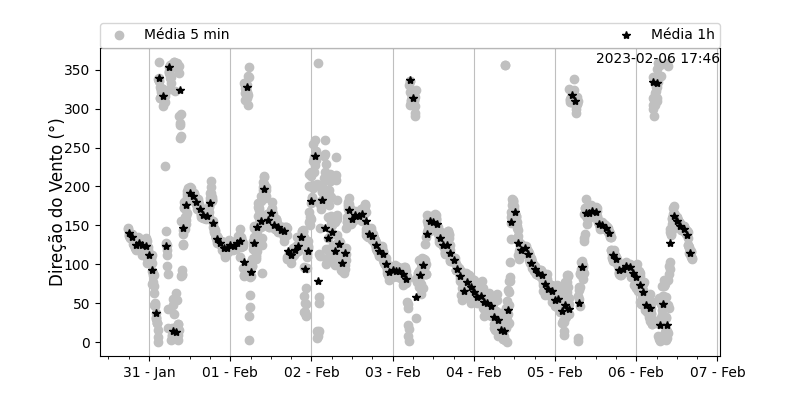 Média 5 min
Média 1h
2023-02-06 17:46
Direção do Vento (°)
350
300
250
200
150
100
50
0
31 - Jan
01 - Feb
02 - Feb
03 - Feb
04 - Feb
05 - Feb
06 - Feb
07 - Feb